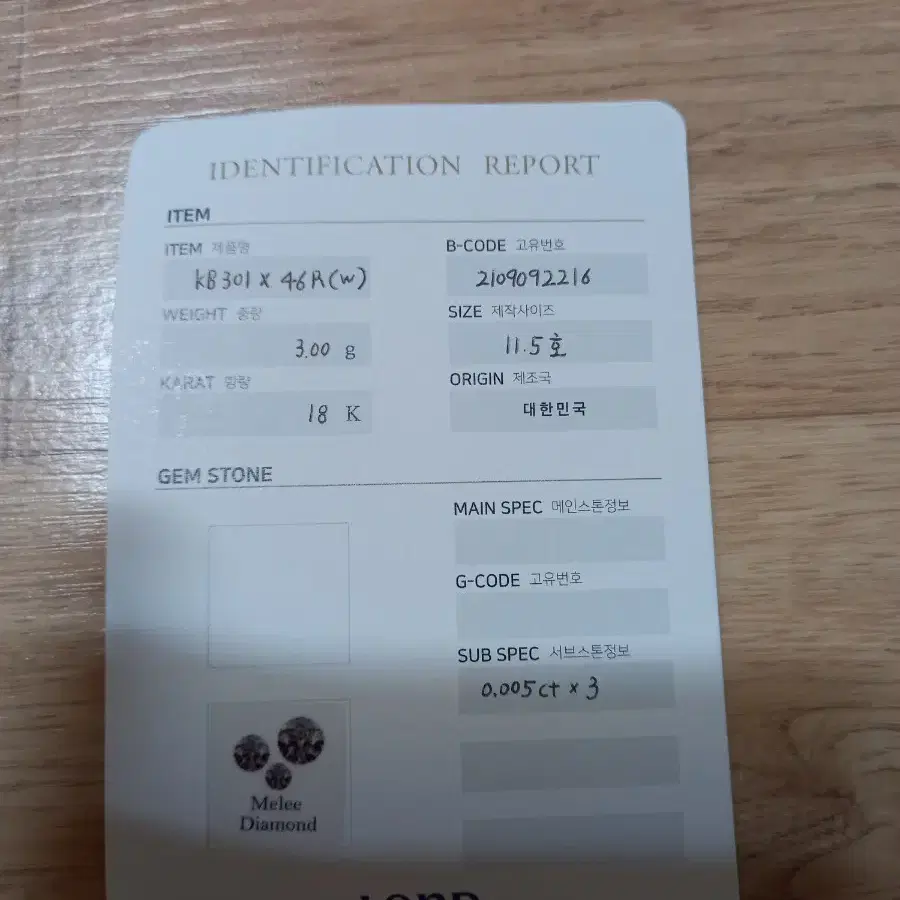 IDENTIFICATION REPORT
ITEM
ITEM 제품명
KB301 x 46R(W)
B-CODE 고유번호
2109092216
WEIGHT 중량
3.00 g
SIZE 제작사이즈
11.5호
KARAT 함량
18 K
ORIGIN 제조국
대한민국
GEM STONE
MAIN SPEC 메인스톤정보
G-CODE 고유번호
SUB SPEC 서브스톤정보
0.005ct x 3
Melee
Diamond